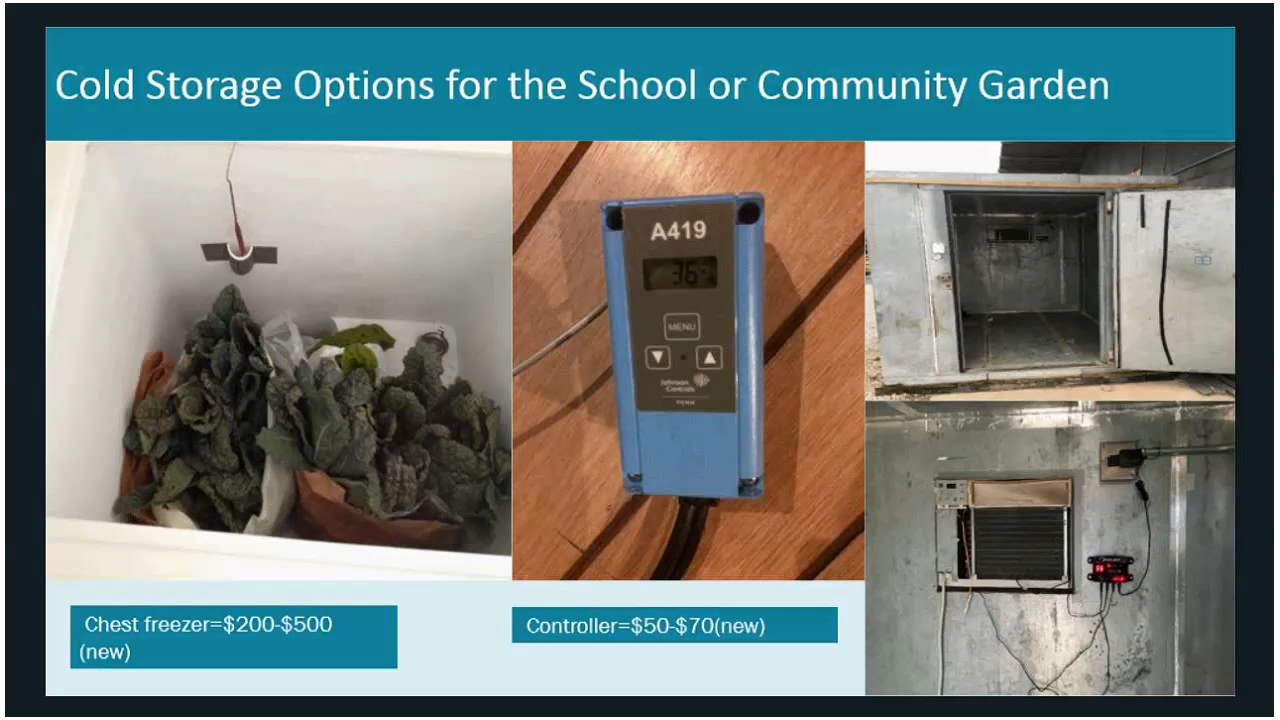 Cold Storage Options for the School or Community Garden
A419
36°
MENU
Johnson
Controls
PENN
Chest freezer=$200-$500
(new)
Controller=$50-$70(new)